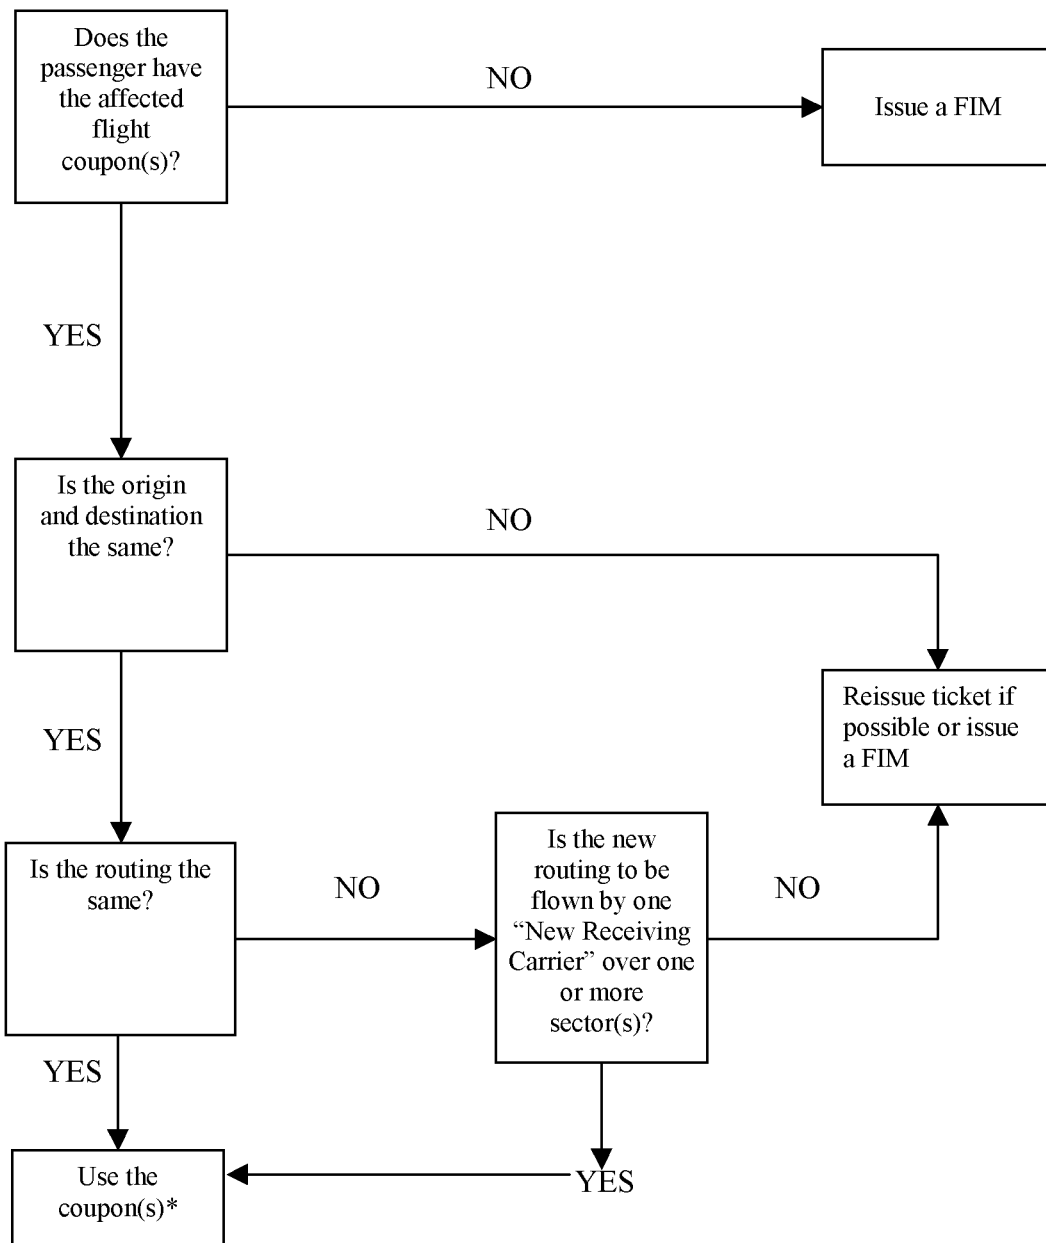 Does the
passenger have
the affected
flight
coupon(s)?
NO
Issue a FIM
YES
Is the origin
and destination
the same?
NO
Reissue ticket if
possible or issue
a FIM
YES
Is the routing the
same?
NO
Is the new
routing to be
flown by one
“New Receiving
Carrier” over one
or more
sector(s)?
NO
YES
Use the
coupon(s)*
YES